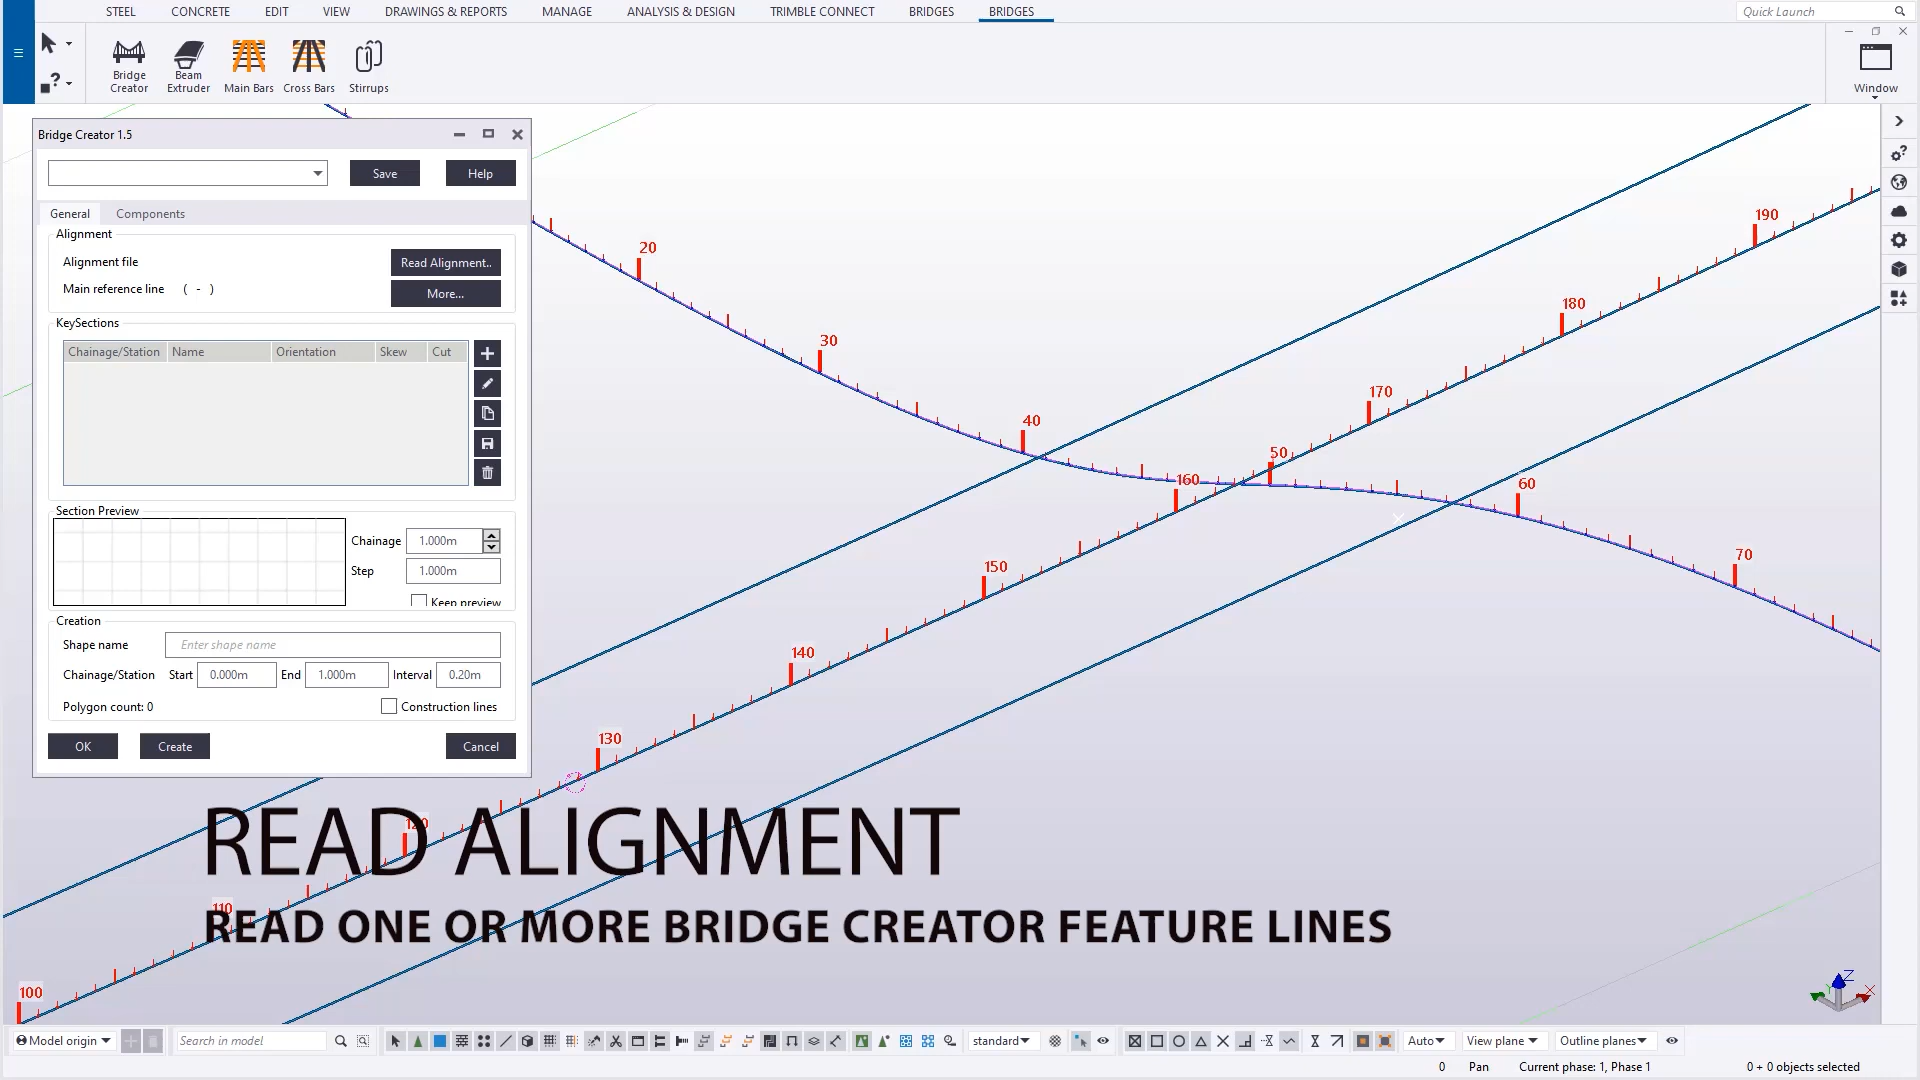 STEEL CONCRETE EDIT VIEW DRAWINGS & REPORTS MANAGE ANALYSIS & DESIGN TRIMBLE CONNECT BRIDGES BRIDGES Quick Launch
Bridge Creator
Beam Extruder
Main Bars
Cross Bars
Stirrups
Window
Bridge Creator 1.5
Save Help
General Components
Alignment
Alignment file Read Alignment..
Main reference line ( - ) More...
KeySections
Chainage/Station Name Orientation Skew Cut
Section Preview
Chainage 1.000m
Step 1.000m
Keep preview
Creation
Shape name Enter shape name
Chainage/Station Start 0.000m End 1.000m Interval 0.20m
Polygon count: 0 Construction lines
OK Create Cancel
190
20
180
30
170
40
50
160
60
70
150
140
130
120
110
100
READ ALIGNMENT
READ ONE OR MORE BRIDGE CREATOR FEATURE LINES
Z
Y
X
Model origin Search in model standard Auto View plane Outline planes
0 Pan Current phase: 1, Phase 1 0 + 0 objects selected